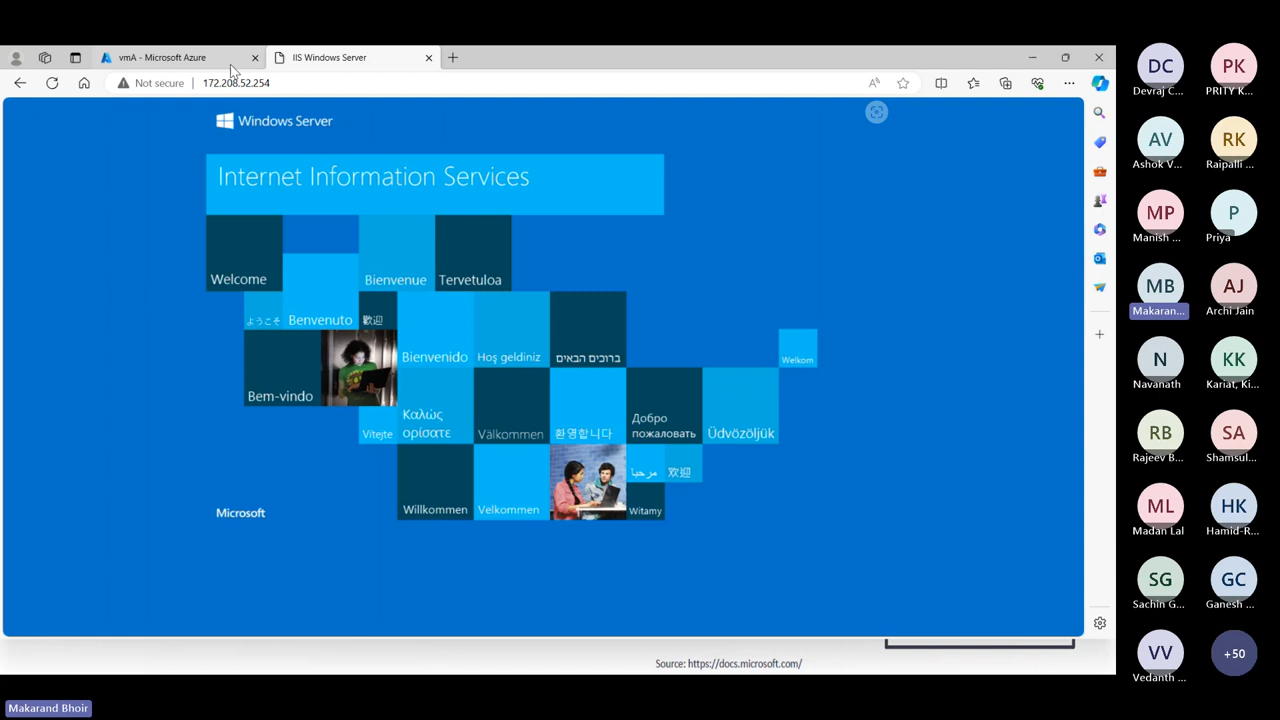 vmA - Microsoft Azure
IIS Windows Server
Not secure
172.208.52.254
Windows Server
Internet Information Services
Welcome
Bienvenue
Tervetuloa
ようこそ
Benvenuto
歡迎
Bienvenido
Hoş geldiniz
ברוכים הבאים
Welkom
Bem-vindo
Vítejte
Καλώς
ορίσατε
Välkommen
환영합니다
Добро
пожаловать
Üdvözöljük
Microsoft
Willkommen
Velkommen
مرحبا
欢迎
Witamy
Source: https://docs.microsoft.com/
Makarand Bhoir
DC
Devraj C...
PK
PRITY K...
AV
Ashok V...
RK
Raipalli ...
MP
Manish ...
P
Priya
MB
Makaran...
AJ
Archi Jain
N
Navanath
KK
Kariat, Ki...
RB
Rajeev B...
SA
Shamsul...
ML
Madan Lal
HK
Hamid-R...
SG
Sachin G...
GC
Ganesh ...
VV
Vedanth ...
+50